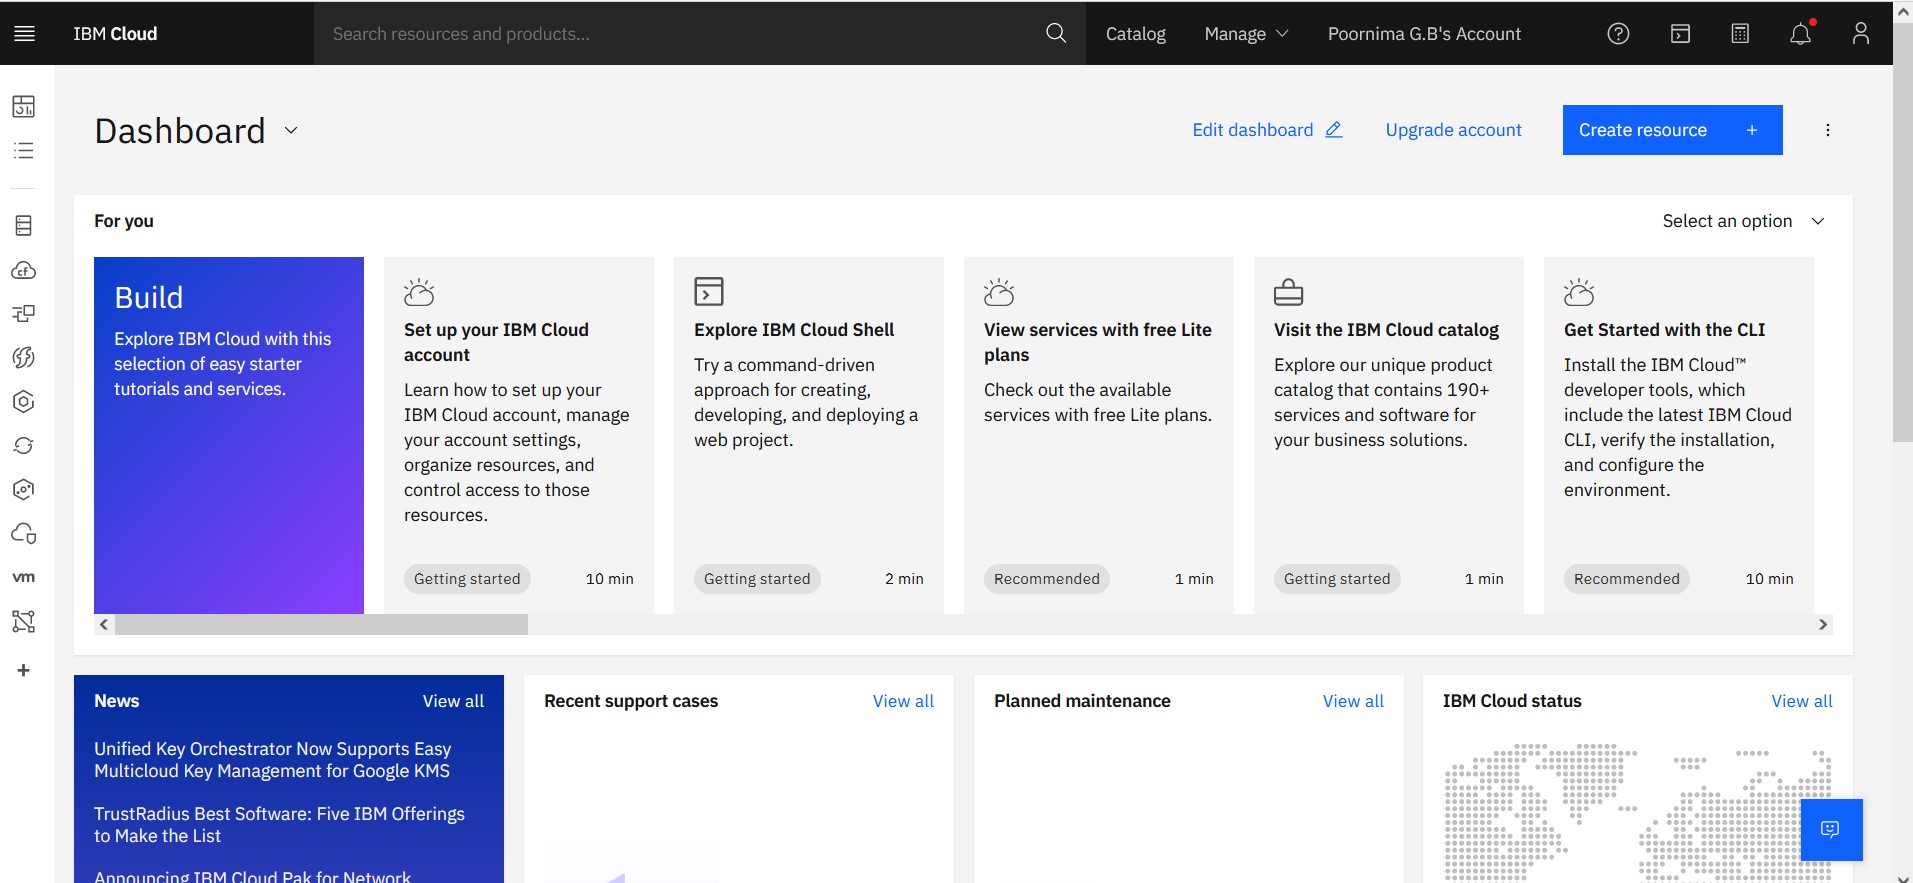 IBM Cloud
Search resources and products...
Catalog
Manage
Poornima G.B's Account
Dashboard
Edit dashboard
Upgrade account
Create resource +
For you
Select an option
Build
Explore IBM Cloud with this
selection of easy starter
tutorials and services.
Set up your IBM Cloud
account
Learn how to set up your
IBM Cloud account, manage
your account settings,
organize resources, and
control access to those
resources.
Getting started
10 min
Explore IBM Cloud Shell
Try a command-driven
approach for creating,
developing, and deploying a
web project.
Getting started
2 min
View services with free Lite
plans
Check out the available
services with free Lite plans.
Recommended
1 min
Visit the IBM Cloud catalog
Explore our unique product
catalog that contains 190+
services and software for
your business solutions.
Getting started
1 min
Get Started with the CLI
Install the IBM Cloud™
developer tools, which
include the latest IBM Cloud
CLI, verify the installation,
and configure the
environment.
Recommended
10 min
cf
vm
News
View all
Unified Key Orchestrator Now Supports Easy
Multicloud Key Management for Google KMS
TrustRadius Best Software: Five IBM Offerings
to Make the List
Announcing IBM Cloud Pak for Network
Recent support cases
View all
Planned maintenance
View all
IBM Cloud status
View all